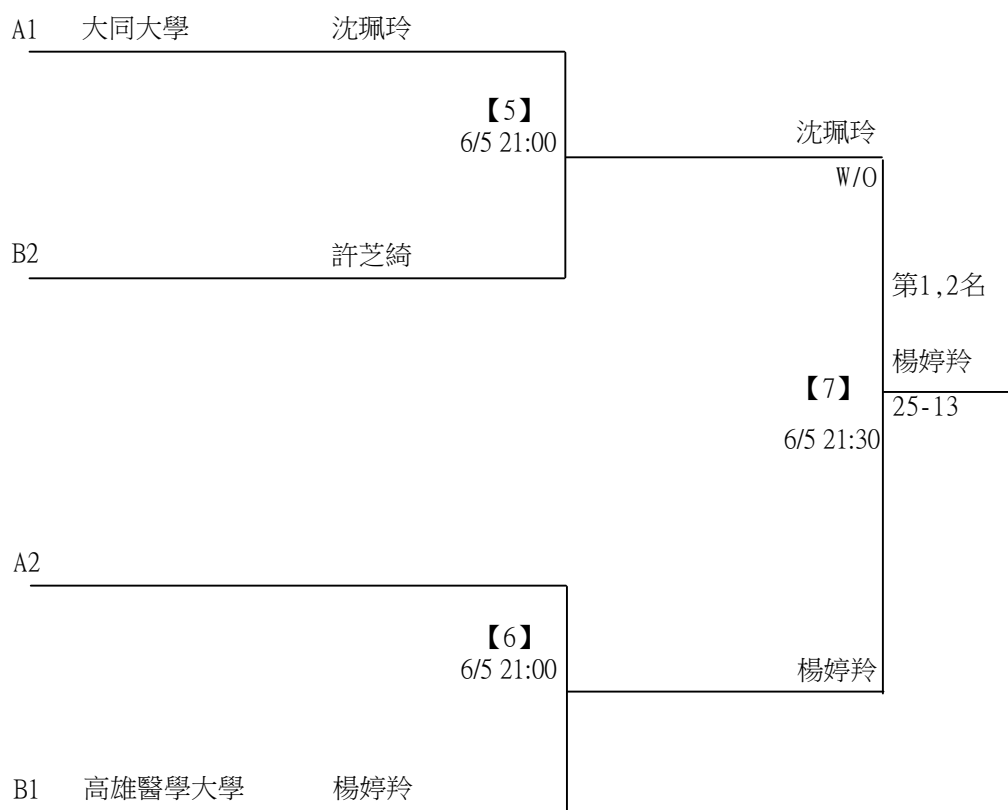 A1 大同大學 沈珮玲
【5】
6/5 21:00
沈珮玲
W/O
B2 許芝綺
第1,2名
楊婷羚
【7】
25-13
6/5 21:30
A2
【6】
6/5 21:00
楊婷羚
B1 高雄醫學大學 楊婷羚